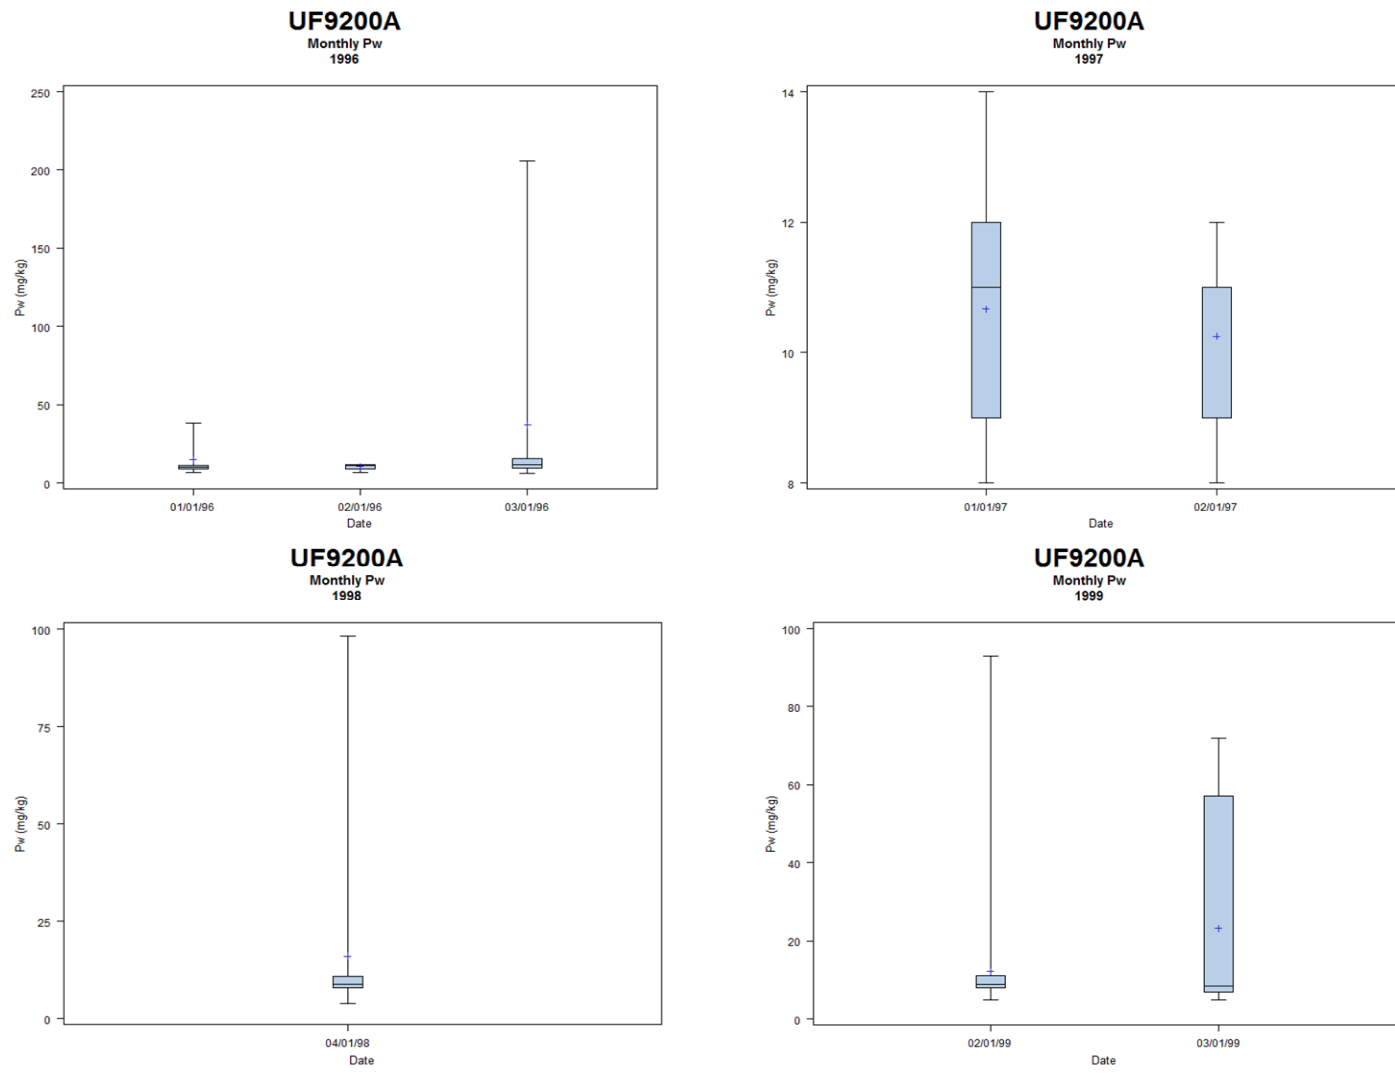 UF9200A
Monthly Pw
1996
250
200
150
100
50
0
Pw (mg/kg)
01/01/96 02/01/96 03/01/96
Date
UF9200A
Monthly Pw
1997
14
12
10
8
Pw (mg/kg)
01/01/97 02/01/97
Date
UF9200A
Monthly Pw
1998
100
75
50
25
0
Pw (mg/kg)
04/01/98
Date
UF9200A
Monthly Pw
1999
100
80
60
40
20
0
Pw (mg/kg)
02/01/99 03/01/99
Date